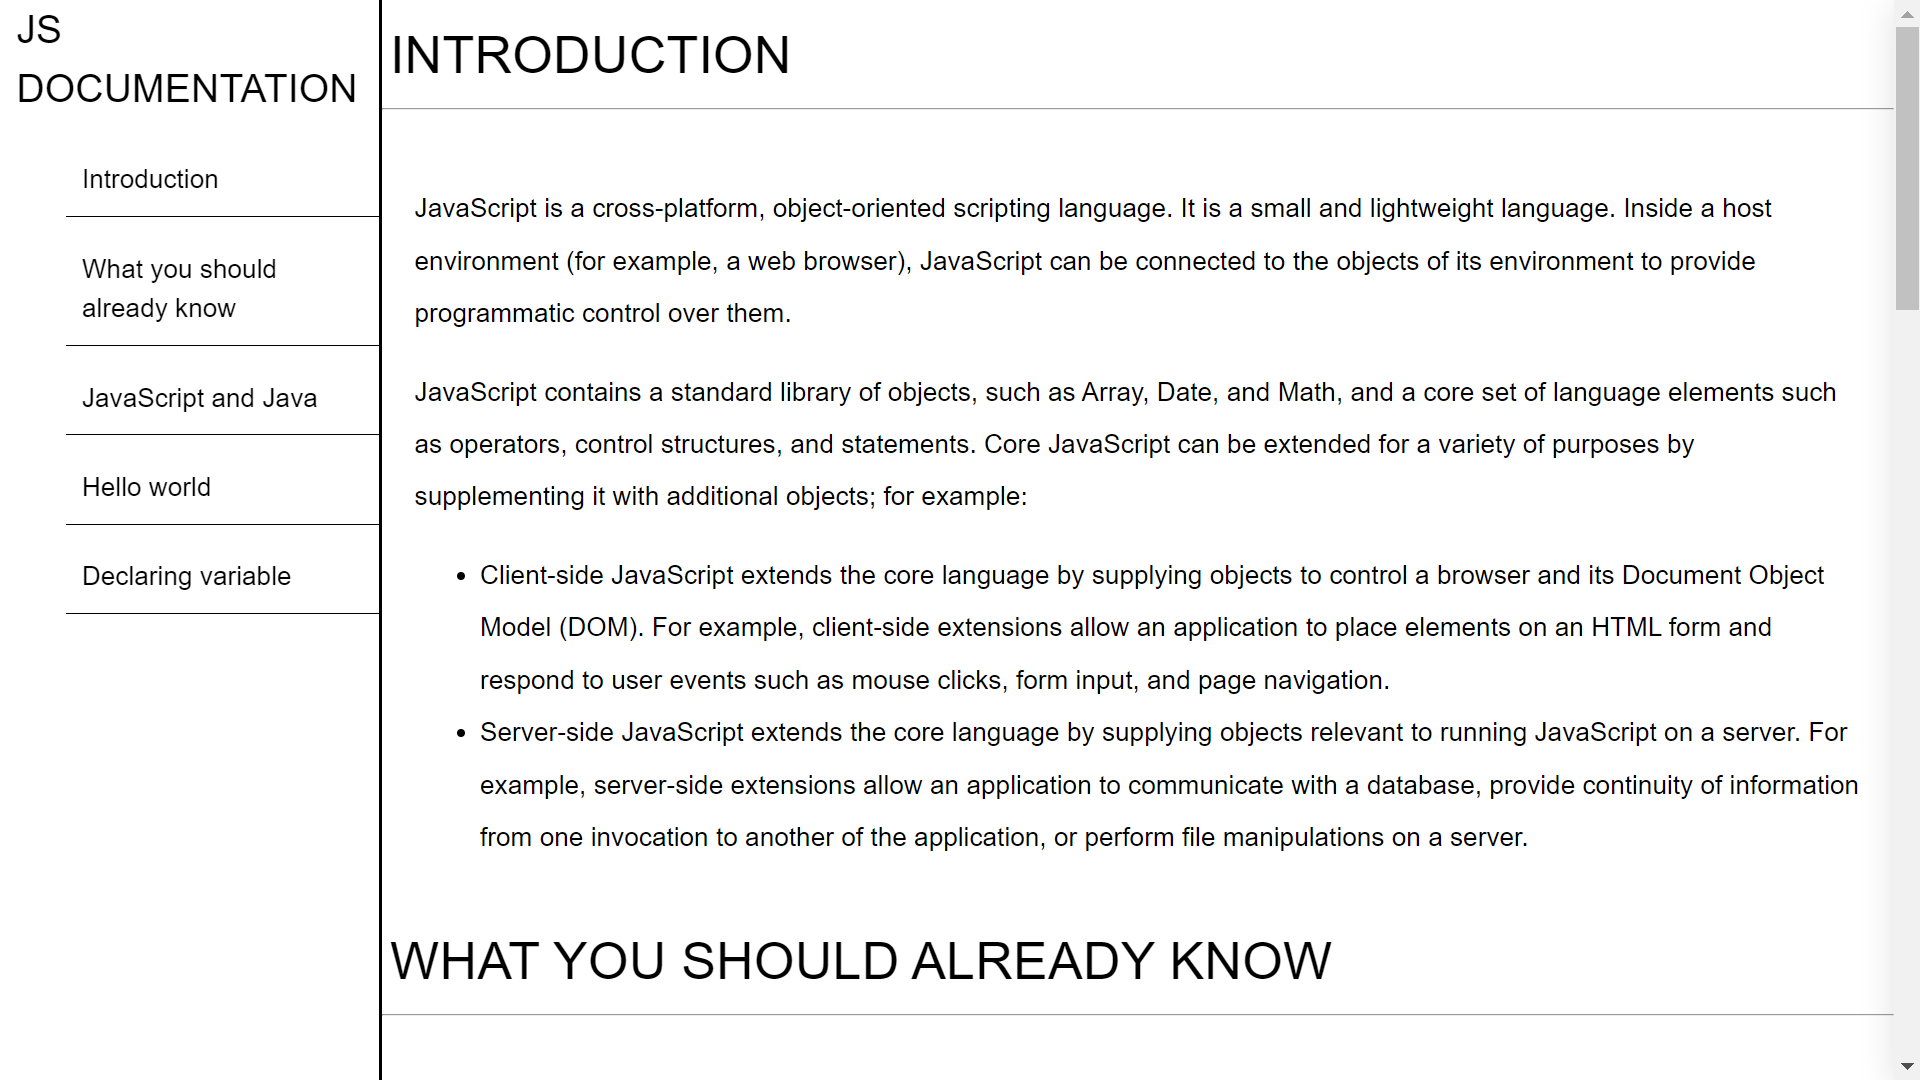 JS
DOCUMENTATION
Introduction
What you should
already know
JavaScript and Java
Hello world
Declaring variable
INTRODUCTION
JavaScript is a cross-platform, object-oriented scripting language. It is a small and lightweight language. Inside a host
environment (for example, a web browser), JavaScript can be connected to the objects of its environment to provide
programmatic control over them.
JavaScript contains a standard library of objects, such as Array, Date, and Math, and a core set of language elements such
as operators, control structures, and statements. Core JavaScript can be extended for a variety of purposes by
supplementing it with additional objects; for example:
• Client-side JavaScript extends the core language by supplying objects to control a browser and its Document Object
Model (DOM). For example, client-side extensions allow an application to place elements on an HTML form and
respond to user events such as mouse clicks, form input, and page navigation.
• Server-side JavaScript extends the core language by supplying objects relevant to running JavaScript on a server. For
example, server-side extensions allow an application to communicate with a database, provide continuity of information
from one invocation to another of the application, or perform file manipulations on a server.
WHAT YOU SHOULD ALREADY KNOW